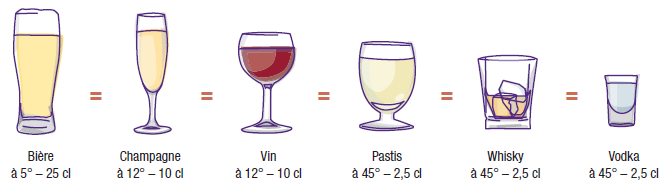 = = = = =
Bière Champagne Vin Pastis Whisky Vodka
à 5° – 25 cl à 12° – 10 cl à 12° – 10 cl à 45° – 2,5 cl à 45° – 2,5 cl à 45° – 2,5 cl